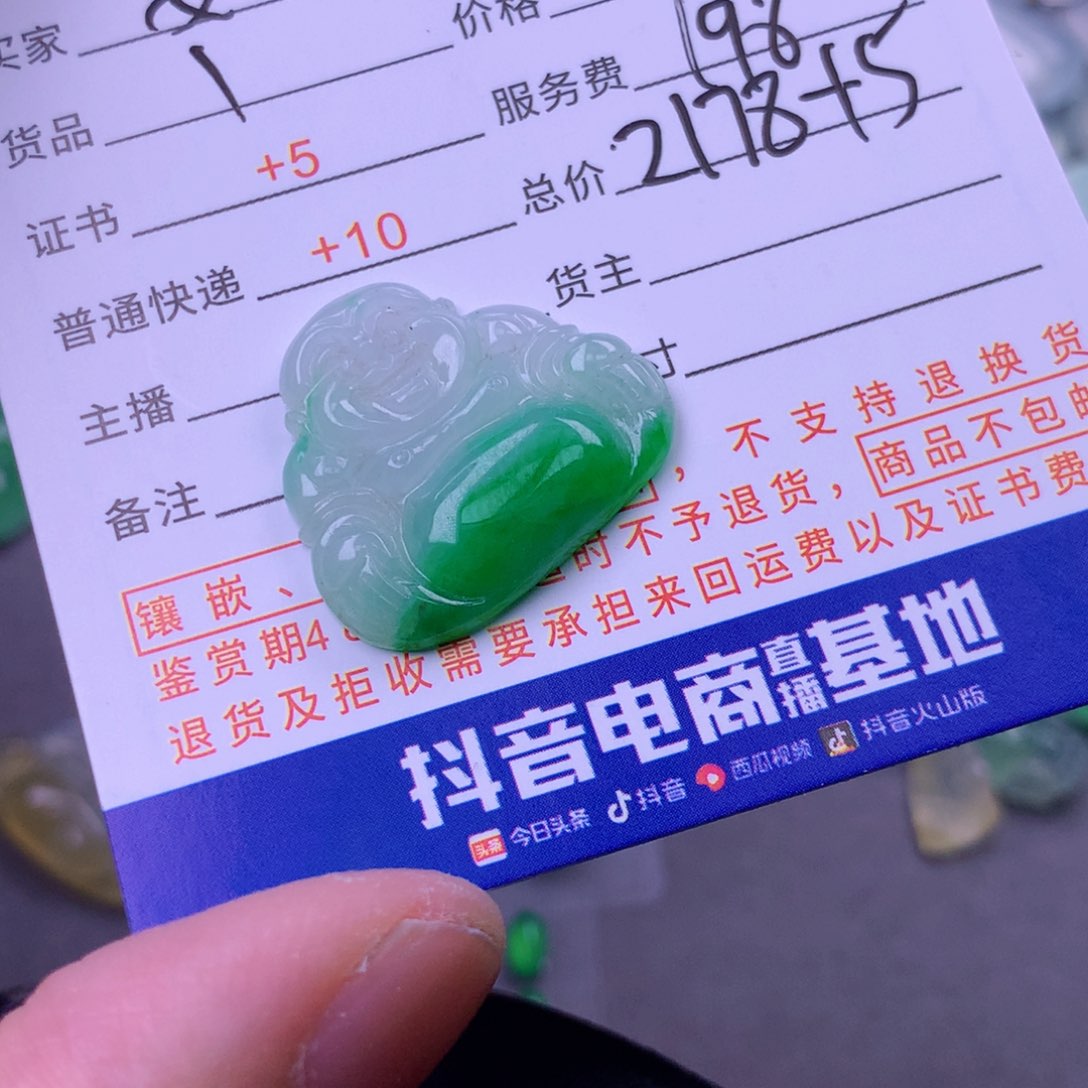 买家
价格
货品 1
服务费 198
证书 +5
总价 2178+5
普通快递 +10
货主
主播
寸
备注
镶嵌、 ，不支持退换货
鉴赏期4 时不予退货，商品不包邮
退货及拒收需要承担来回运费以及证书费
抖音电商直播基地
头条 今日头条 抖音 西瓜视频 抖音火山版